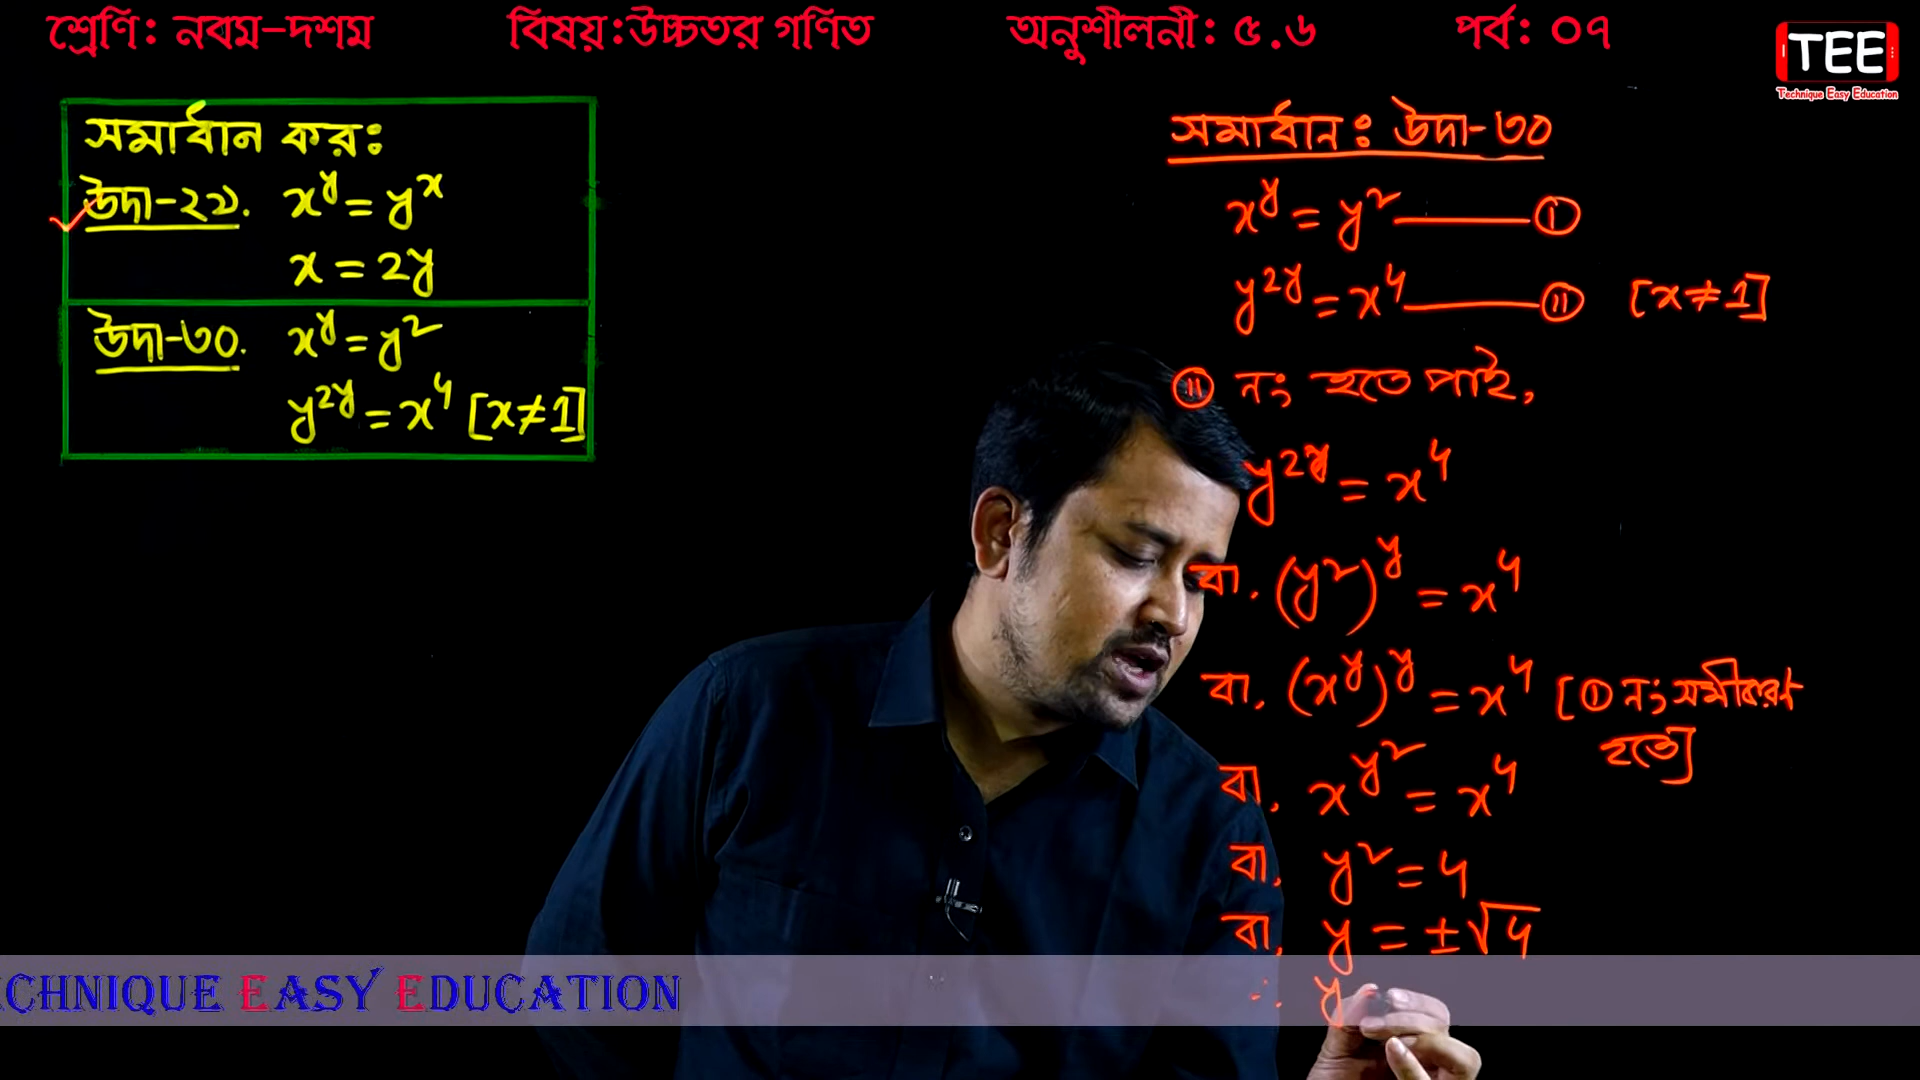 শ্রেণি: নবম-দশম বিষয়:উচ্চতর গণিত অনুশীলনী: ৫.৬ পর্ব: ০৭
TEE
Technique Easy Education
সমাধান কর:
উদা-২৯. x^y = y^x
x = 2y
উদা-৩০. x^y = y^2
y^{2y} = x^4 [x ≠ 1]
সমাধান: উদা-৩০
x^y = y^2 —— (i)
y^{2y} = x^4 —— (ii) [x ≠ 1]
(ii) নং হতে পাই,
y^{2y} = x^4
বা, (y^2)^y = x^4
বা, (x^y)^y = x^4 [(i) নং সমীকরণ
হতে]
বা, x^{y^2} = x^4
বা, y^2 = 4
বা, y = ±√4
∴ y
CHNIQUE EASY EDUCATION